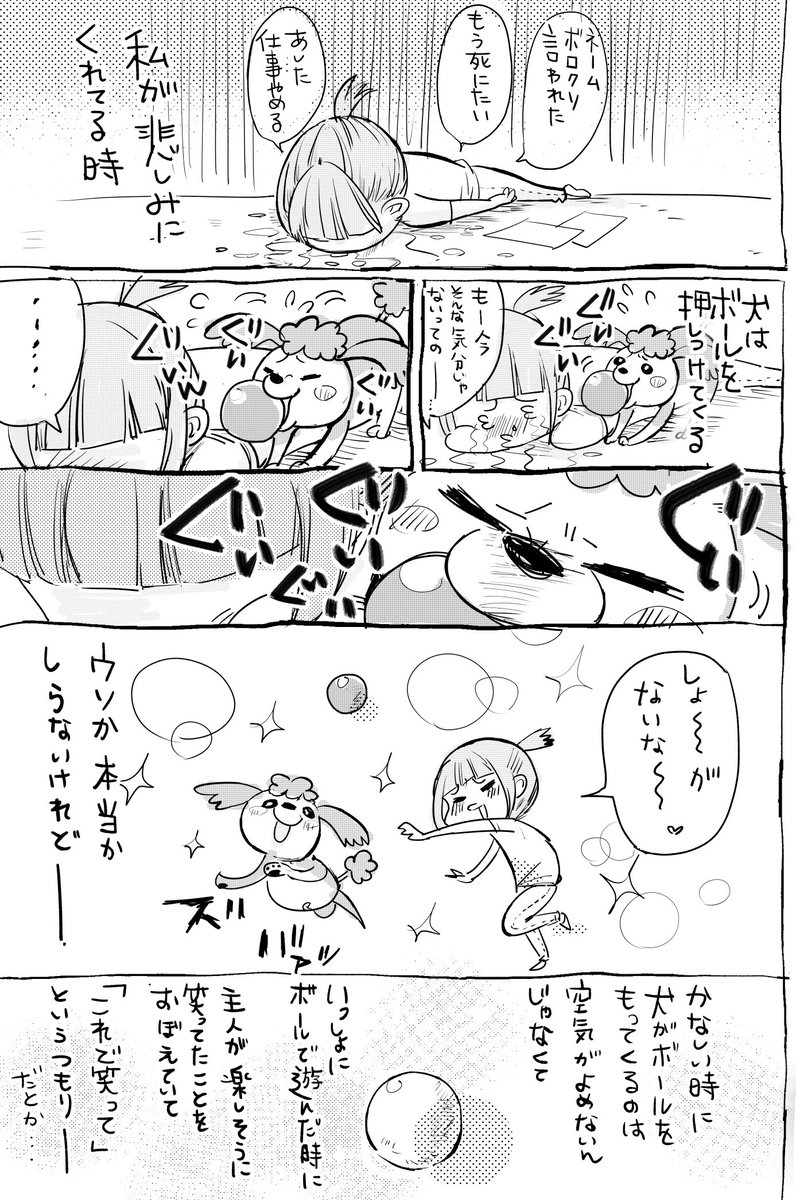 ネーム
ボロクソ
言われた
もう死にたい
あした
仕事やめる
私が悲しみに
くれてる時
犬は
ボールを
押しつけてくる
ぐい
ぐい
もー今
そんな気分じゃ
ないっての―
ぐい
ぐい
ぐいん
・・・・・・
ぐい
ぐい
ぐい
ぐい
しょ〜〜が
ないな〜〜♡
ズ
バァッ
ウソか本当か
しらないけれど――
かなしい時に
犬がボールを
もってくるのは
空気がよめないん
じゃなくて
いっしょに
ボールで遊んだ時に
主人が楽しそうに
笑ってたことを
おぼえていて
「これで笑って」
というつもり――
だとか…